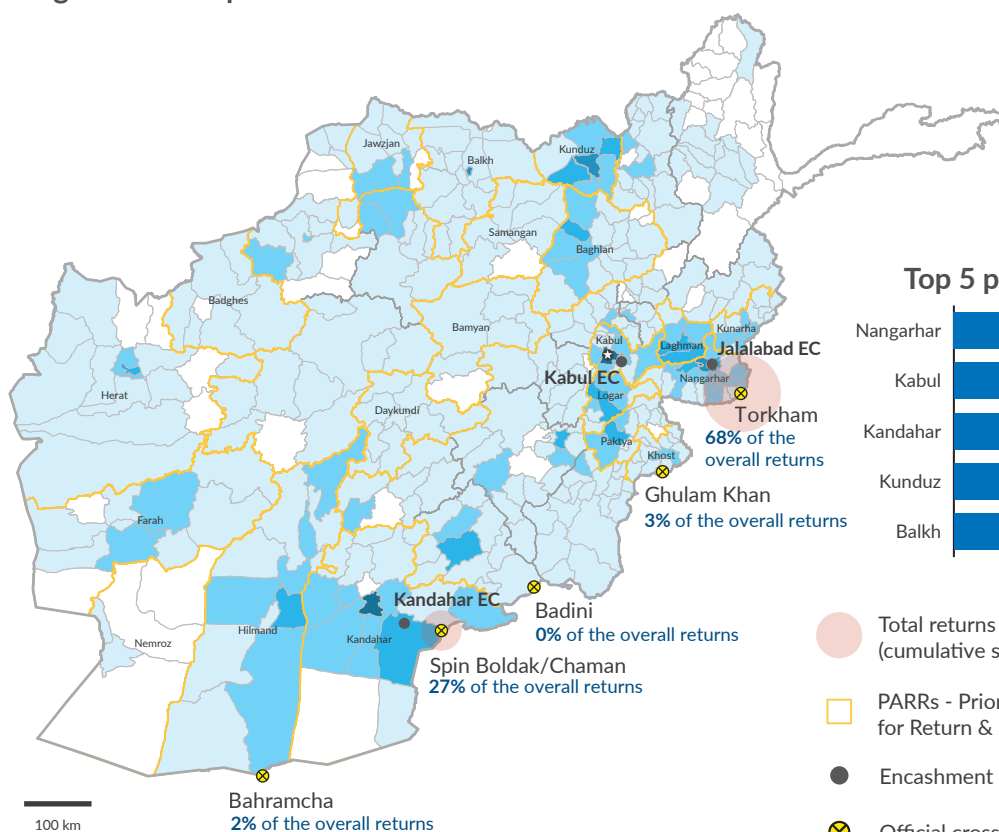 Jawzjan
Balkh
Kunduz
Samangan
Baghlan
Badghes
Bamyan
Kabul
Laghman
Kunarha
Jalalabad EC
Kabul EC
Nangarhar
Herat
Logar
Daykundi
Torkham
68% of the
overall returns
Paktya
Khost
Ghulam Khan
3% of the overall returns
Farah
Kandahar EC
Badini
0% of the overall returns
Hilmand
Kandahar
Nemroz
Spin Boldak/Chaman
27% of the overall returns
Bahramcha
2% of the overall returns
100 km
Top 5 p
Nangarhar
Kabul
Kandahar
Kunduz
Balkh
Total returns
(cumulative s
PARRs - Prior
for Return &
Encashment
Official cross